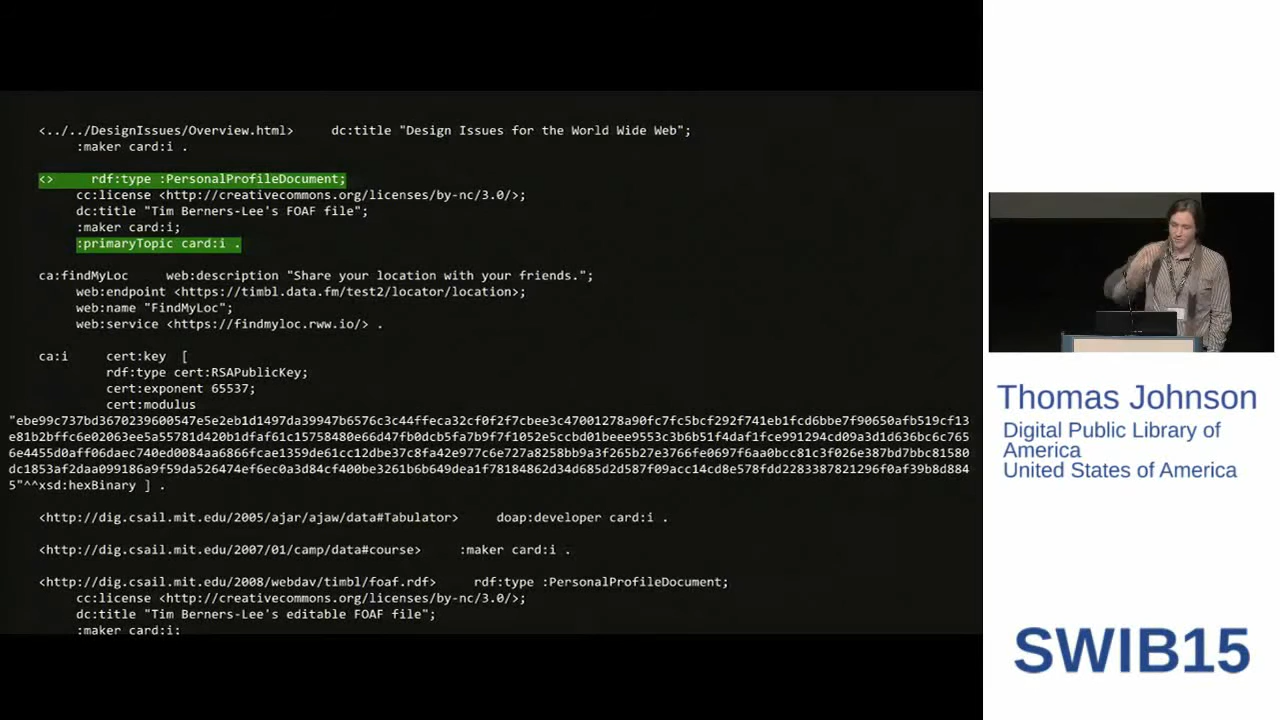 <../../DesignIssues/Overview.html>     dc:title "Design Issues for the World Wide Web";
:maker card:i .
<>     rdf:type :PersonalProfileDocument;
cc:license <http://creativecommons.org/licenses/by-nc/3.0/>;
dc:title "Tim Berners-Lee's FOAF file";
:maker card:i;
:primaryTopic card:i .
ca:findMyLoc     web:description "Share your location with your friends.";
web:endpoint <https://timbl.data.fm/test2/locator/location>;
web:name "FindMyLoc";
web:service <https://findmyloc.rww.io/> .
ca:i     cert:key  [
rdf:type cert:RSAPublicKey;
cert:exponent 65537;
cert:modulus
"ebe99c737bd3670239600547e5e2eb1d1497da39947b6576c3c44ffeca32cf0f2f7cbee3c47001278a90fc7fc5bcf292f741eb1fcd6bbe7f90650afb519cf13
e81b2bffc6e02063ee5a55781d420b1dfaf61c15758480e66d47fb0dcb5fa7b9f7f1052e5ccbd01beee9553c3b6b51f4daf1fce991294cd09a3d1d636bc6c765
6e4455d0aff06daec740ed0084aa6866fcae1359de61cc12dbe37c8fa42e977c6e727a8258bb9a3f265b27e3766fe0697f6aa0bcc81c3f026e387bd7bbc81580
dc1853af2daa099186a9f59da526474ef6ec0a3d84cf400be3261b6b649dea1f78184862d34d685d2d587f09acc14cd8e578fdd2283387821296f0af39b8d884
5"^^xsd:hexBinary ] .
<http://dig.csail.mit.edu/2005/ajar/ajaw/data#Tabulator>     doap:developer card:i .
<http://dig.csail.mit.edu/2007/01/camp/data#course>     :maker card:i .
<http://dig.csail.mit.edu/2008/webdav/timbl/foaf.rdf>     rdf:type :PersonalProfileDocument;
cc:license <http://creativecommons.org/licenses/by-nc/3.0/>;
dc:title "Tim Berners-Lee's editable FOAF file";
:maker card:i;
Thomas Johnson
Digital Public Library of
America
United States of America
SWIB15